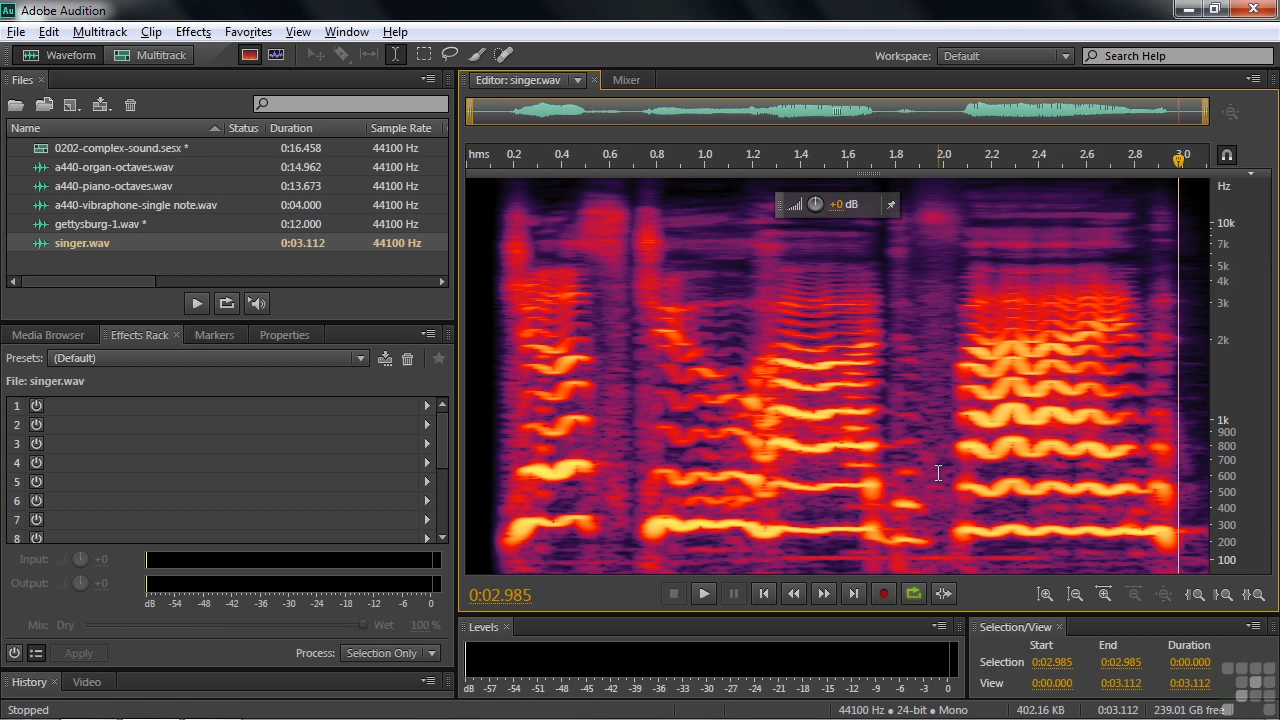 Au Adobe Audition
File Edit Multitrack Clip Effects Favorites View Window Help
Waveform Multitrack Workspace: Default Search Help
Files
Name Status Duration Sample Rate
0202-complex-sound.sesx * 0:16.458 44100 Hz
a440-organ-octaves.wav 0:14.962 44100 Hz
a440-piano-octaves.wav 0:13.673 44100 Hz
a440-vibraphone-single note.wav 0:04.000 44100 Hz
gettysburg-1.wav * 0:12.000 44100 Hz
singer.wav 0:03.112 44100 Hz
Media Browser Effects Rack Markers Properties
Presets: (Default)
File: singer.wav
1
2
3
4
5
6
7
8
Input: +0
Output: +0
dB -54 -48 -42 -36 -30 -24 -18 -12 -6 0
Mix: Dry Wet 100 %
Apply Process: Selection Only
History Video
Stopped
Editor: singer.wav Mixer
hms 0.2 0.4 0.6 0.8 1.0 1.2 1.4 1.6 1.8 2.0 2.2 2.4 2.6 2.8 3.0
+0 dB
Hz
10k
7k
5k
4k
3k
2k
1k
900
800
700
600
500
400
300
200
100
0:02.985
Levels
dB -57 -54 -51 -48 -45 -42 -39 -36 -33 -30 -27 -24 -21 -18 -15 -12 -9 -6 -3 0
Selection/View
Start End Duration
Selection 0:02.985 0:02.985 0:00.000
View 0:00.000 0:03.112 0:03.112
44100 Hz • 24-bit • Mono 402.16 KB 0:03.112 239.01 GB free